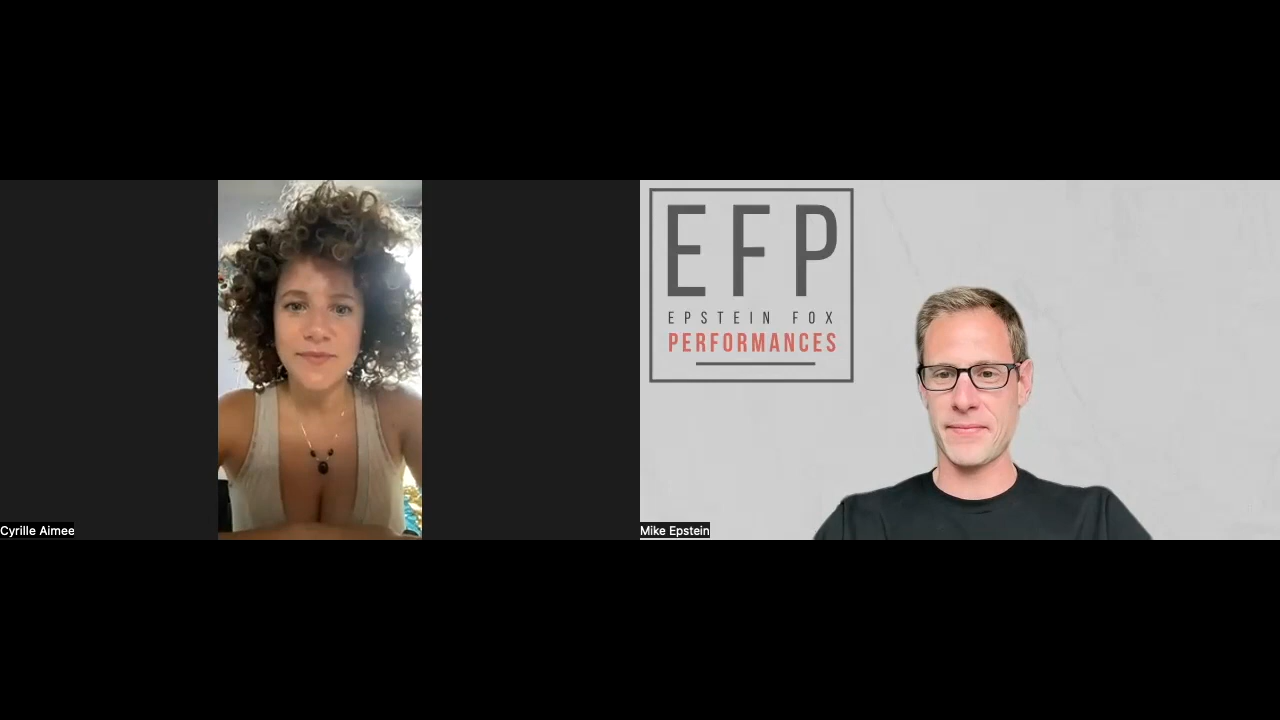 EFP
EPSTEIN FOX
PERFORMANCES
Cyrille Aimee
Mike Epstein